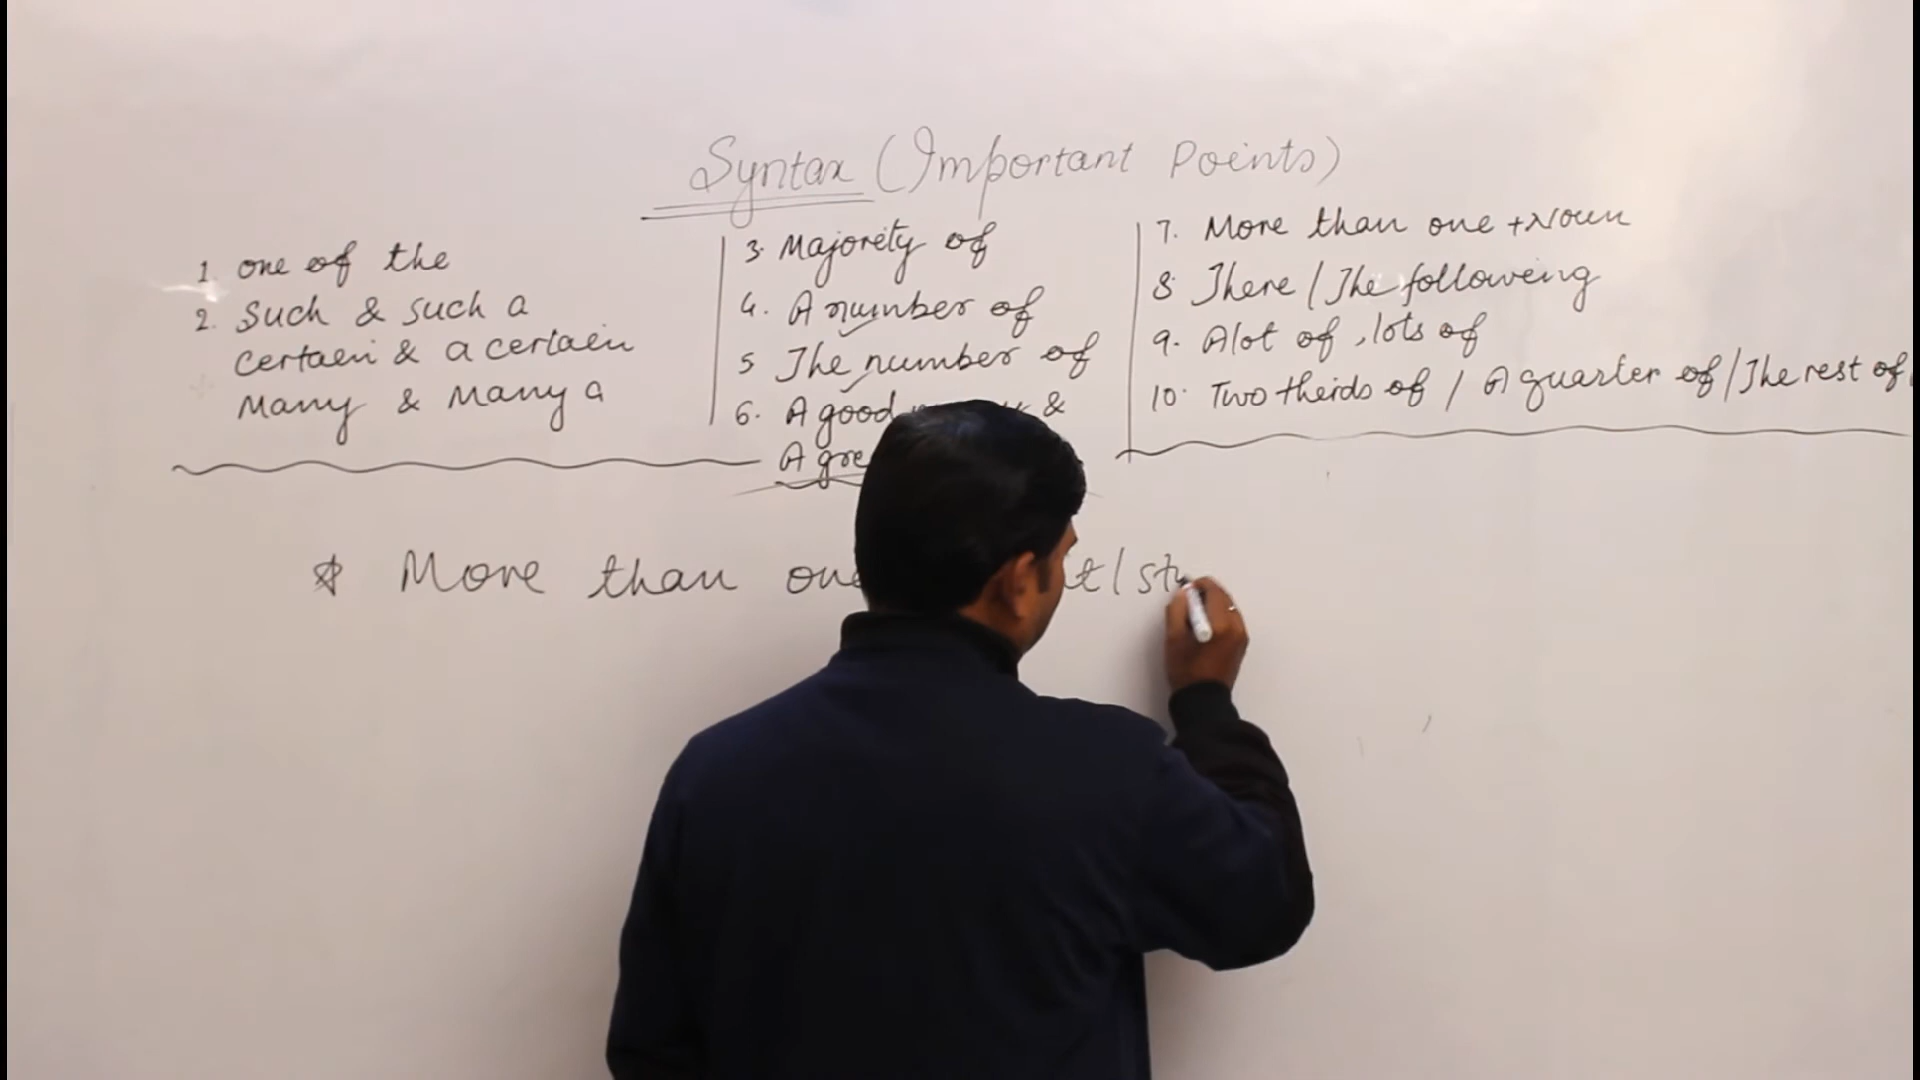 Syntax (Important Points)
1. one of the
2. Such & such a
certain & a certain
Many & Many a
3. Majority of
4. A number of
5 The number of
6. A good &
A gre
7. More than one + Noun
8. There / The following
9. A lot of, lots of
10. Two thirds of / A quarter of / The rest of
* More than one